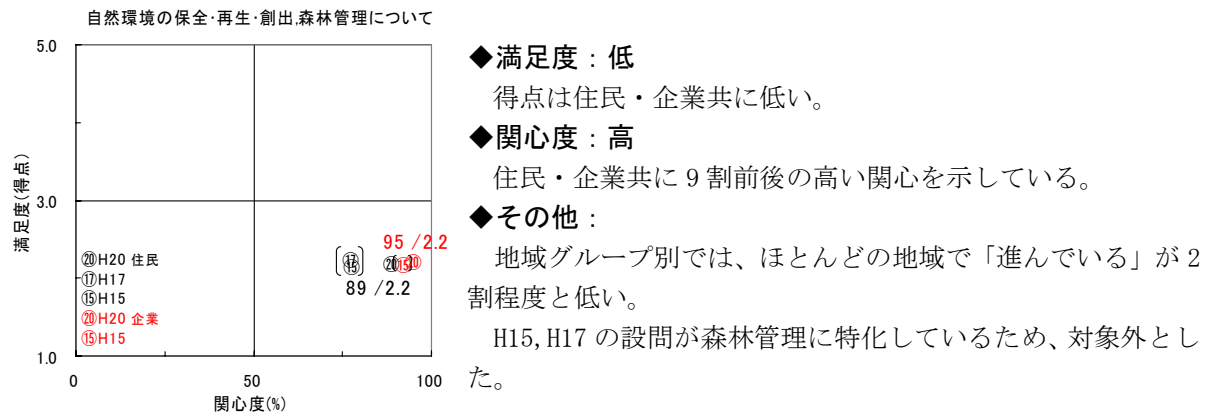 自然環境の保全･再生･創出,森林管理について
5.0
3.0
1.0
満足度(得点)
0
50
100
関心度(%)
⑳H20 住民
⑰H17
⑮H15
⑳H20 企業
⑮H15
⑰
⑮
⑳
⑮
⑳
95 /2.2
89 /2.2
◆満足度：低
得点は住民・企業共に低い。
◆関心度：高
住民・企業共に 9 割前後の高い関心を示している。
◆その他：
地域グループ別では、ほとんどの地域で「進んでいる」が 2
割程度と低い。
H15,H17 の設問が森林管理に特化しているため、対象外とし
た。